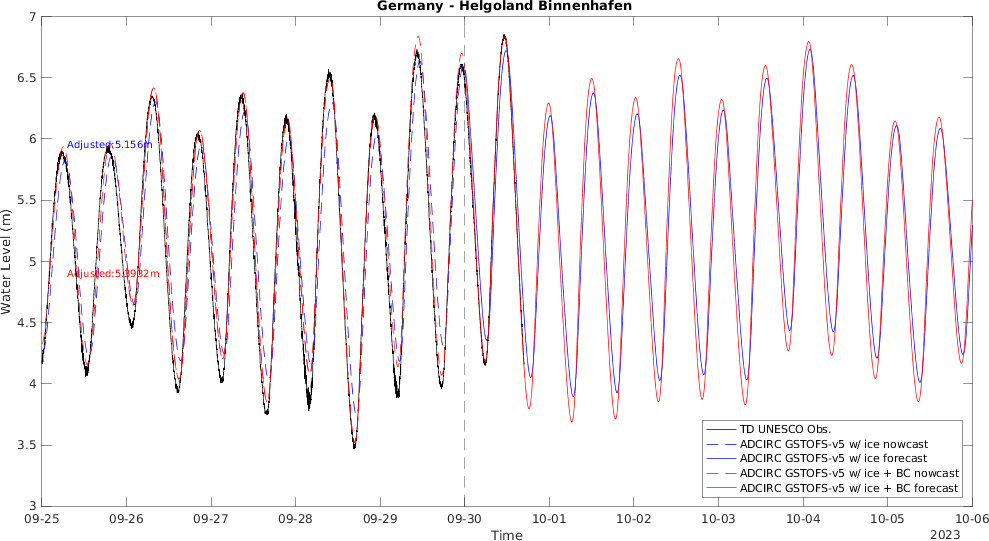 Germany - Helgoland Binnenhafen
Water Level (m)
7
6.5
6
5.5
5
4.5
4
3.5
3
Adjusted:5.156m
TD UNESCO Obs.
ADCIRC GSTOFS-v5 w/ ice nowcast
ADCIRC GSTOFS-v5 w/ ice forecast
ADCIRC GSTOFS-v5 w/ ice + BC nowcast
ADCIRC GSTOFS-v5 w/ ice + BC forecast
09-25
09-26
09-27
09-28
09-29
09-30
10-01
10-02
10-03
10-04
10-05
10-06
Time
2023